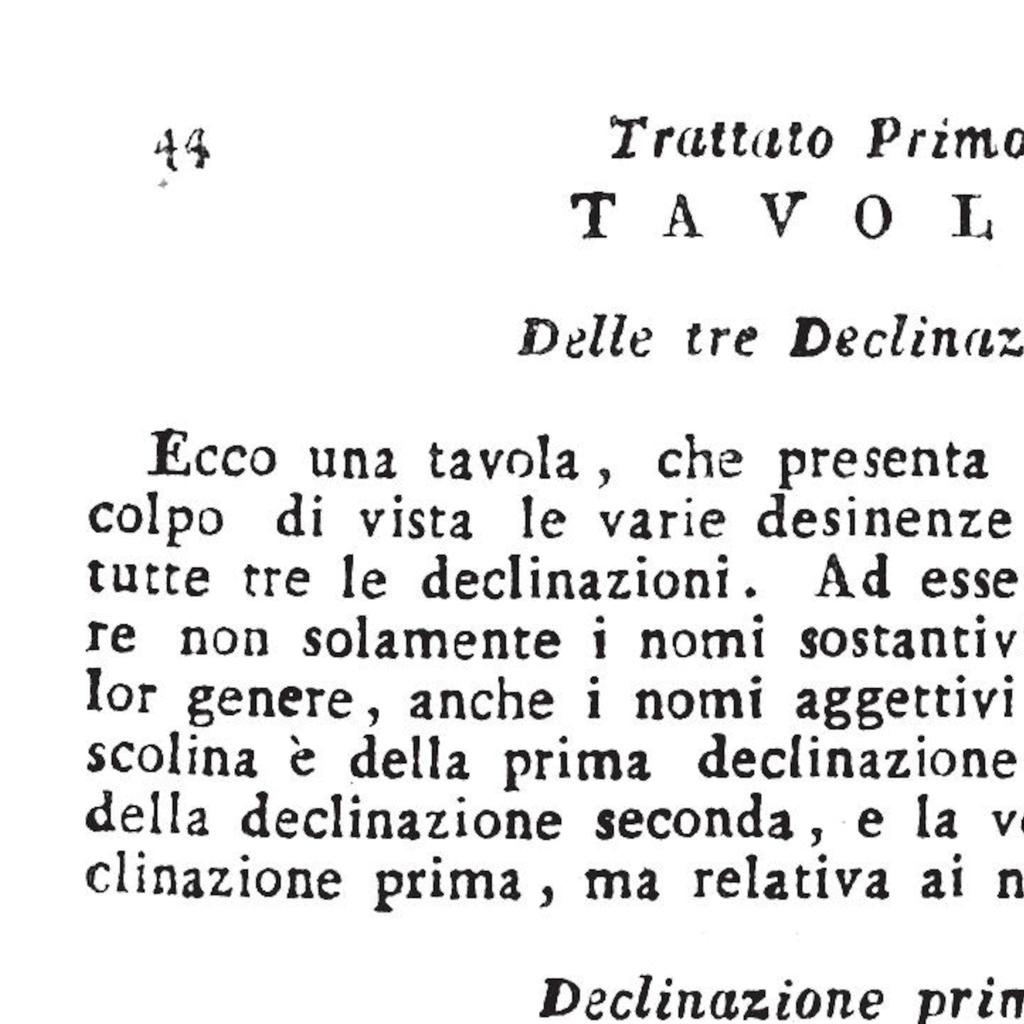 44
Trattato Primo
T A V O L
Delle tre Declinaz
Ecco una tavola, che presenta
colpo di vista le varie desinenze
tutte tre le declinazioni. Ad esse
re non solamente i nomi sostantiv
lor genere, anche i nomi aggettivi
scolina è della prima declinazione
della declinazione seconda, e la v
clinazione prima, ma relativa ai n
Declinazione prim